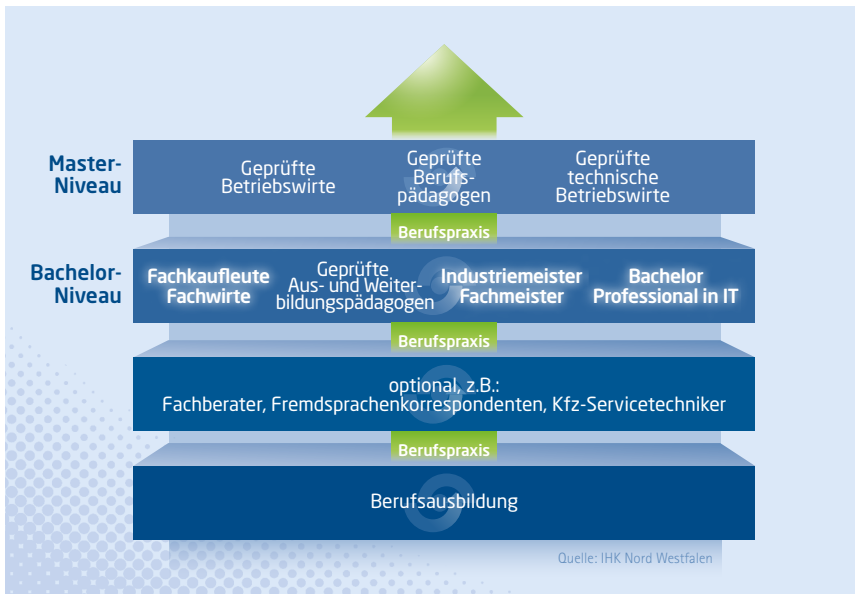 Master-
Niveau
Geprüfte
Betriebswirte
Geprüfte
Berufs-
pädagogen
Geprüfte
technische
Betriebswirte
Berufspraxis
Bachelor-
Niveau
Fachkaufleute
Fachwirte
Geprüfte
Aus- und Weiter-
bildungspädagogen
Industriemeister
Fachmeister
Bachelor
Professional in IT
Berufspraxis
optional, z.B.:
Fachberater, Fremdsprachenkorrespondenten, Kfz-Servicetechniker
Berufspraxis
Berufsausbildung
Quelle: IHK Nord Westfalen